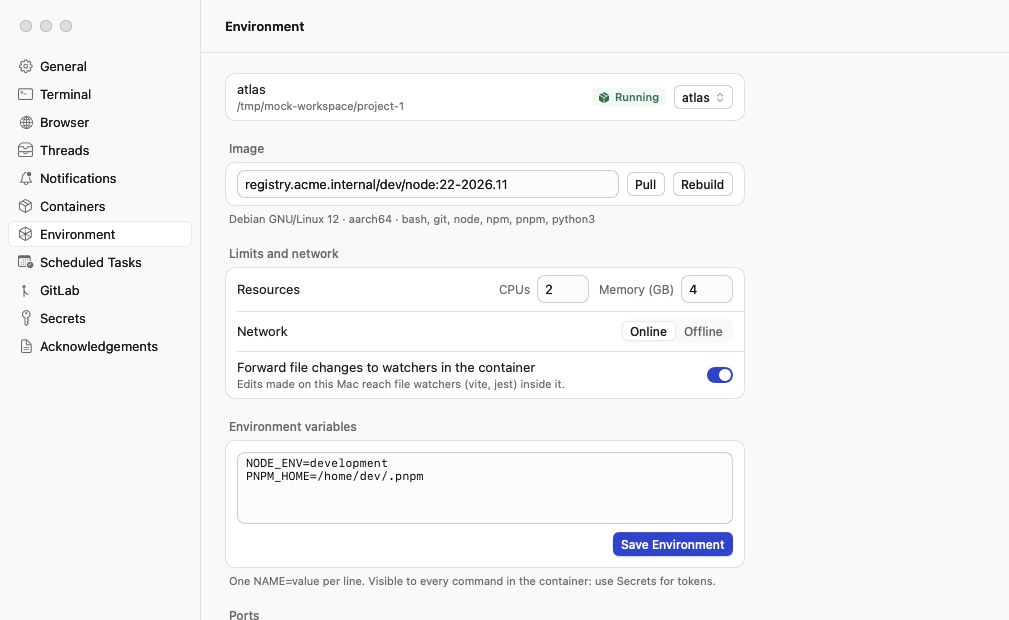 Environment
General
Terminal
Browser
Threads
Notifications
Containers
Environment
Scheduled Tasks
GitLab
Secrets
Acknowledgements
atlas
/tmp/mock-workspace/project-1
Running
atlas
Image
registry.acme.internal/dev/node:22-2026.11
Pull
Rebuild
Debian GNU/Linux 12 · aarch64 · bash, git, node, npm, pnpm, python3
Limits and network
Resources
CPUs
2
Memory (GB)
4
Network
Online
Offline
Forward file changes to watchers in the container
Edits made on this Mac reach file watchers (vite, jest) inside it.
Environment variables
NODE_ENV=development
PNPM_HOME=/home/dev/.pnpm
Save Environment
One NAME=value per line. Visible to every command in the container: use Secrets for tokens.
Ports